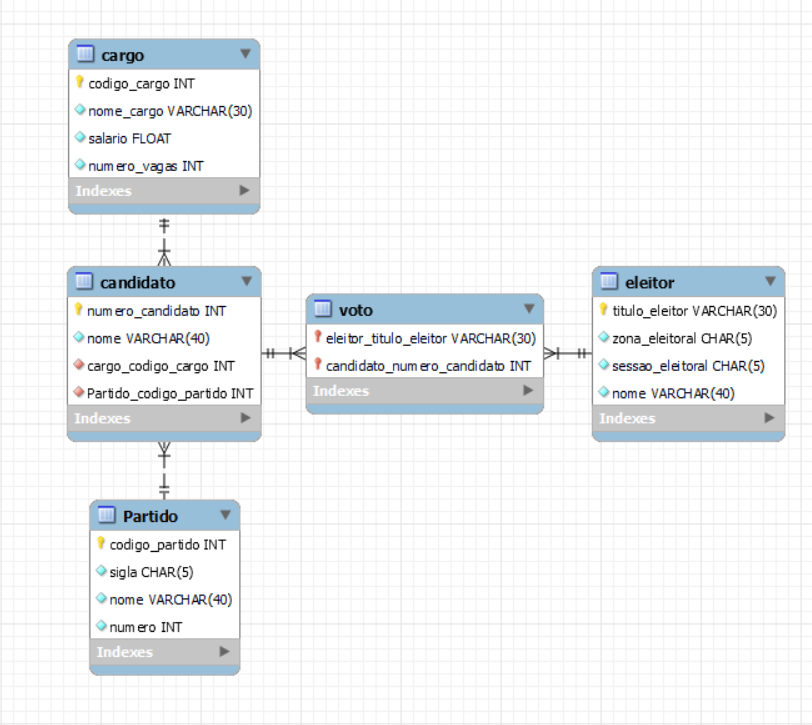 cargo
codigo_cargo INT
nome_cargo VARCHAR(30)
salario FLOAT
numero_vagas INT
Indexes
candidato
numero_candidato INT
nome VARCHAR(40)
cargo_codigo_cargo INT
Partido_codigo_partido INT
Indexes
voto
eleitor_titulo_eleitor VARCHAR(30)
candidato_numero_candidato INT
Indexes
eleitor
titulo_eleitor VARCHAR(30)
zona_eleitoral CHAR(5)
sessao_eleitoral CHAR(5)
nome VARCHAR(40)
Indexes
Partido
codigo_partido INT
sigla CHAR(5)
nome VARCHAR(40)
numero INT
Indexes